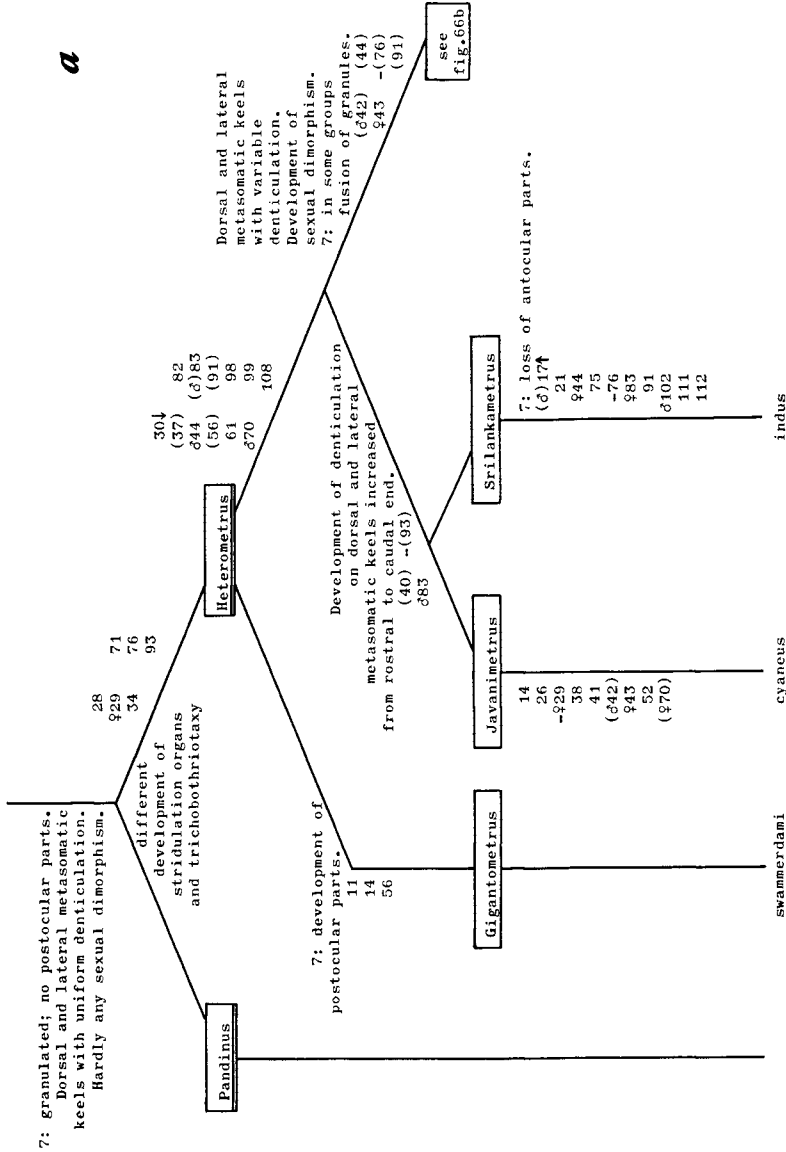 a
7: granulated; no postocular parts.
Dorsal and lateral metasomatic
keels with uniform denticulation.
Hardly any sexual dimorphism.
28
♀29
34
71
76
93
different
development of
stridulation organs
and trichobothriotaxy
Pandinus
Heterometrus
30↓
(37)
♂44
(56)
61
♂70
82
(♂)83
(91)
98
99
108
7: development of
postocular parts.
11
14
56
Gigantometrus
swammerdami
Dorsal and lateral
metasomatic keels
with variable
denticulation.
Development of
sexual dimorphism.
7: in some groups
fusion of granules.
(♂42) (44)
♀43 -(76)
(91)
see
fig.66b
Development of denticulation
on dorsal and lateral
metasomatic keels increased
from rostral to caudal end.
(40) -(93)
♂83
Javanimetrus
14
26
-♀29
38
41
(♂42)
♀43
52
(♀70)
cyaneus
Srilankametrus
7: loss of antocular parts.
(♂)17↑
21
♀44
75
-76
♀83
91
♂102
111
112
indus